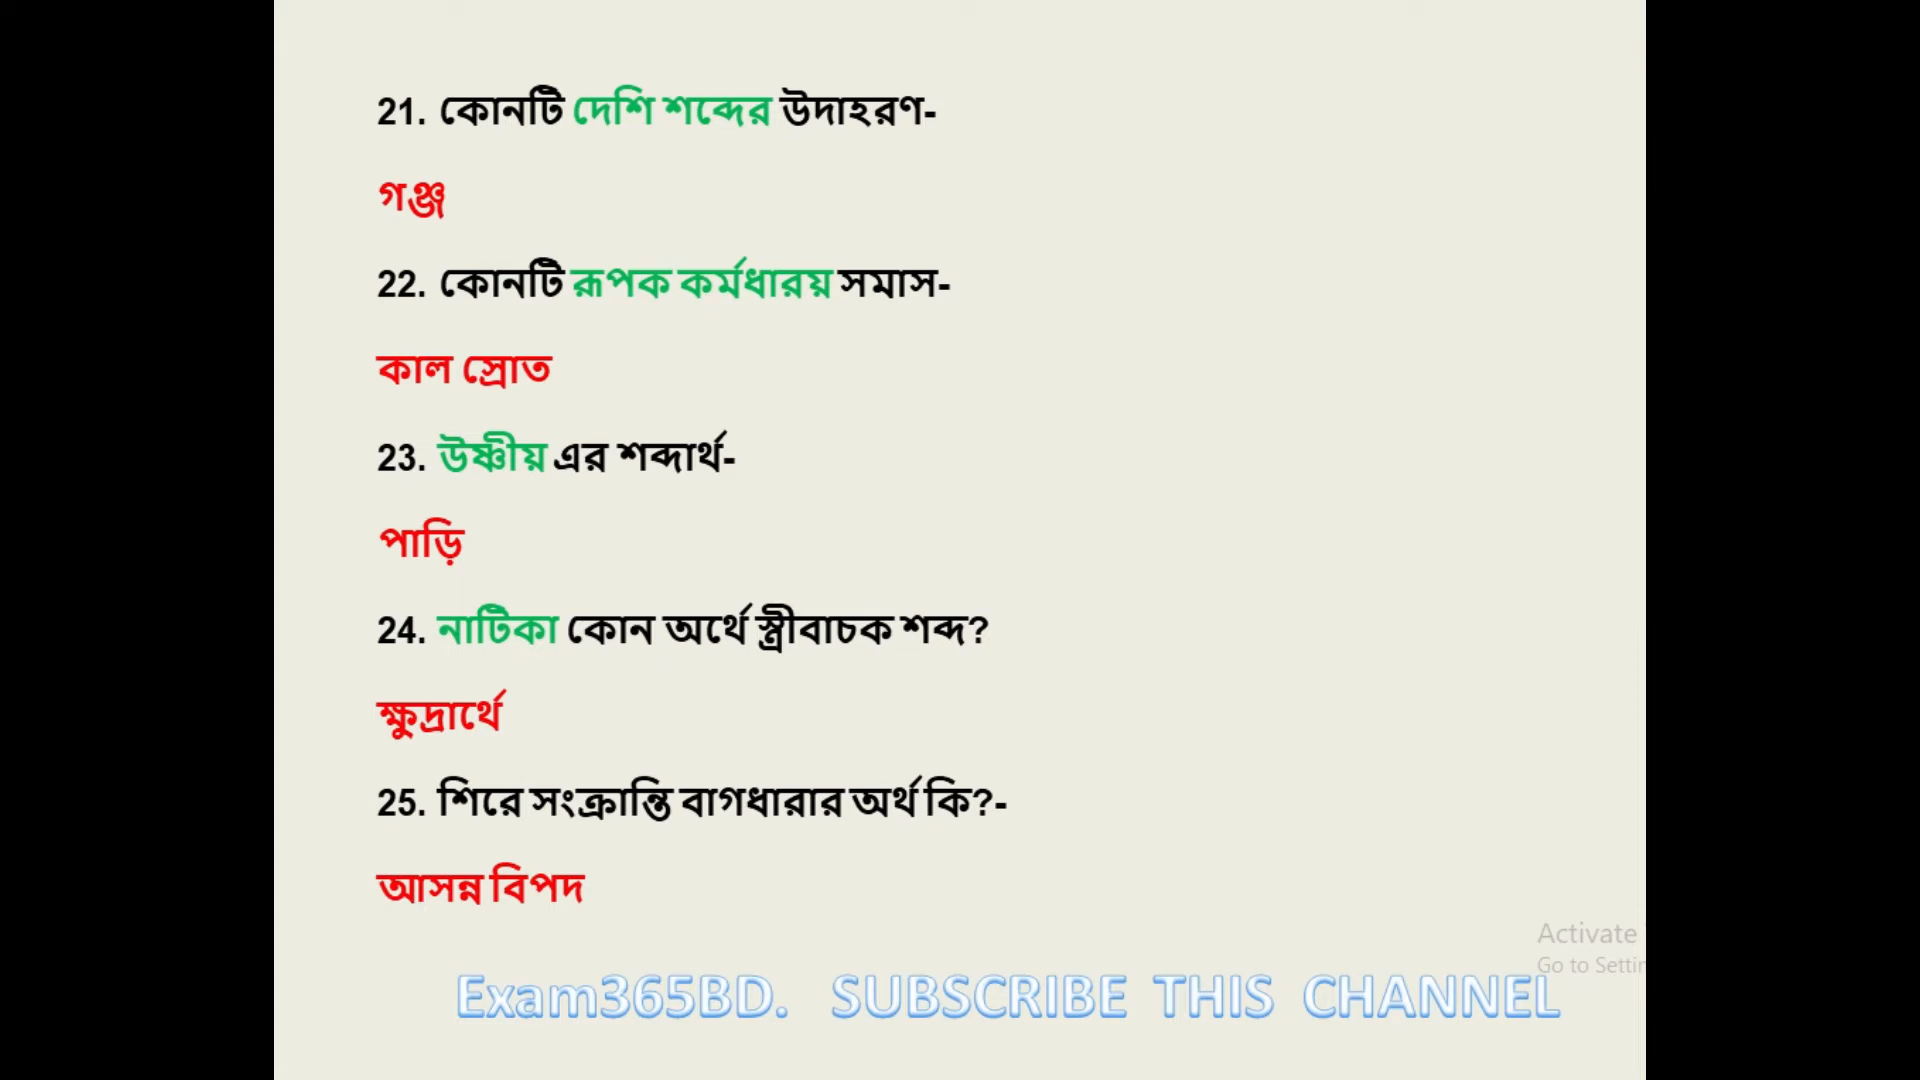 21. কোনটি দেশি শব্দের উদাহরণ-
গঞ্জ
22. কোনটি রূপক কর্মধারয় সমাস-
কাল স্রোত
23. উষ্ণীয় এর শব্দার্থ-
পাড়ি
24. নাটিকা কোন অর্থে স্ত্রীবাচক শব্দ?
ক্ষুদ্রার্থে
25. শিরে সংক্রান্তি বাগধারার অর্থ কি?-
আসন্ন বিপদ
Activate
Go to Settin
Exam365BD. SUBSCRIBE THIS CHANNEL